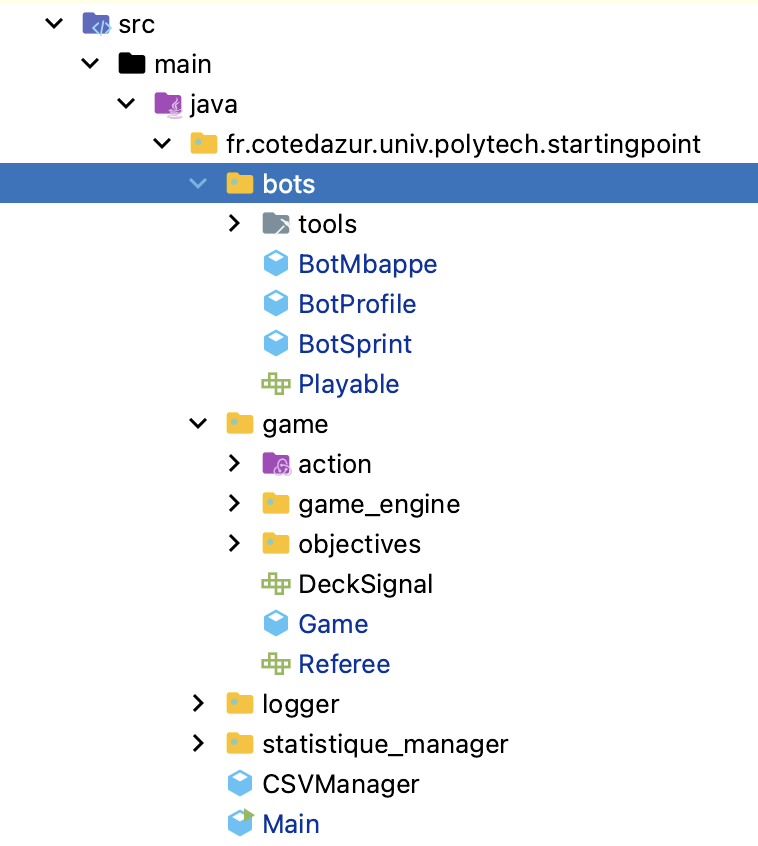 src
main
java
fr.cotedazur.univ.polytech.startingpoint
bots
tools
BotMbappe
BotProfile
BotSprint
Playable
game
action
game_engine
objectives
DeckSignal
Game
Referee
logger
statistique_manager
CSVManager
Main